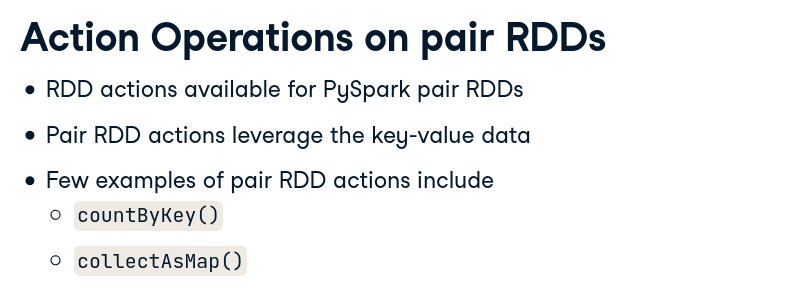 Action Operations on pair RDDs
• RDD actions available for PySpark pair RDDs
• Pair RDD actions leverage the key-value data
• Few examples of pair RDD actions include
○ countByKey()
○ collectAsMap()